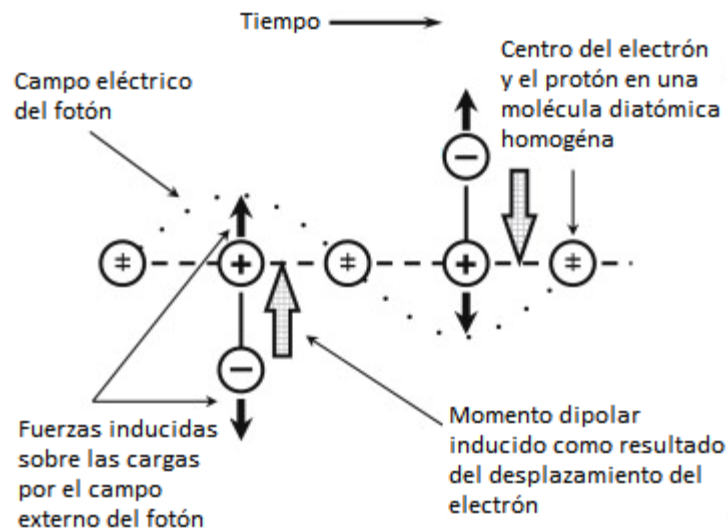 Tiempo
Campo eléctrico
del fotón
Centro del electrón
y el protón en una
molécula diatómica
homogéna
+
+
−
−
Fuerzas inducidas
sobre las cargas
por el campo
externo del fotón
Momento dipolar
inducido como resultado
del desplazamiento del
electrón